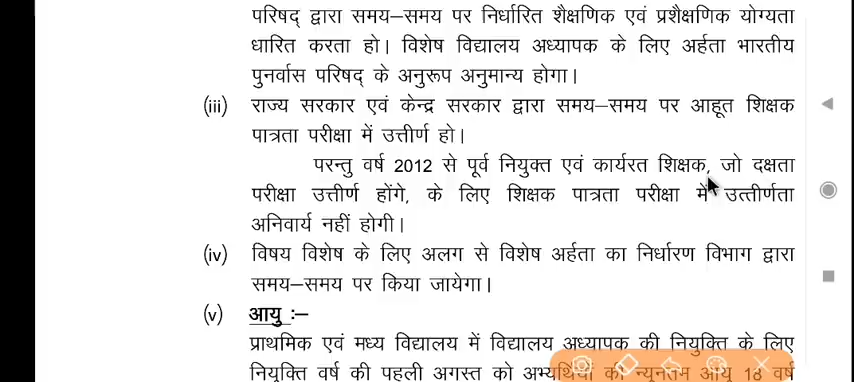 परिषद् द्वारा समय–समय पर निर्धारित शैक्षणिक एवं प्रशैक्षणिक योग्यता
धारित करता हो। विशेष विद्यालय अध्यापक के लिए अर्हता भारतीय
पुनर्वास परिषद् के अनुरूप अनुमान्य होगा।
(iii) राज्य सरकार एवं केन्द्र सरकार द्वारा समय–समय पर आहूत शिक्षक
पात्रता परीक्षा में उत्तीर्ण हो।
परन्तु वर्ष 2012 से पूर्व नियुक्त एवं कार्यरत शिक्षक, जो दक्षता
परीक्षा उत्तीर्ण होंगे, के लिए शिक्षक पात्रता परीक्षा में उत्तीर्णता
अनिवार्य नहीं होगी।
(iv) विषय विशेष के लिए अलग से विशेष अर्हता का निर्धारण विभाग द्वारा
समय–समय पर किया जायेगा।
(v) आयु :–
प्राथमिक एवं मध्य विद्यालय में विद्यालय अध्यापक की नियुक्ति के लिए
नियुक्ति वर्ष की पहली अगस्त को अभ्यर्थियों की न्यूनतम आयु 18 वर्ष